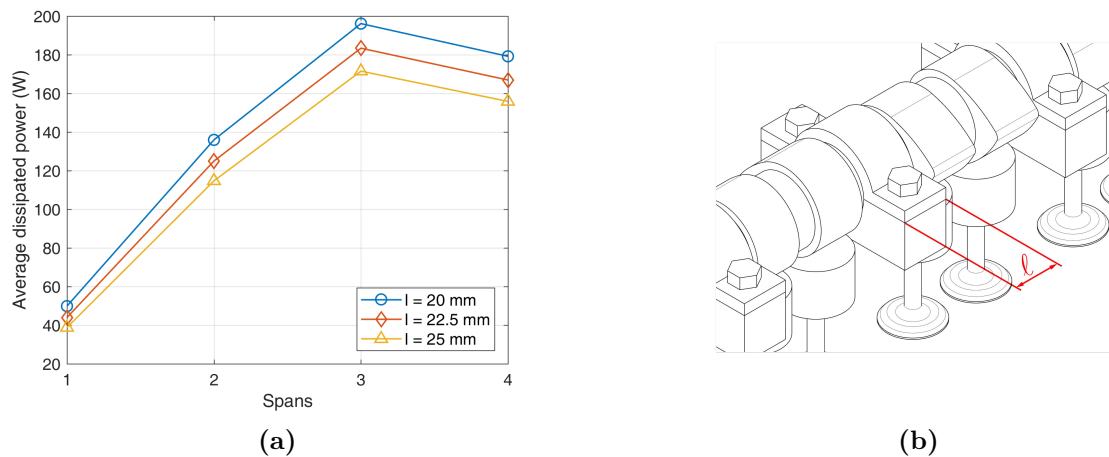 200
180
160
140
120
100
80
60
40
20
Average dissipated power (W)
l = 20 mm
l = 22.5 mm
l = 25 mm
1 2 3 4
Spans
ℓ
(a) (b)